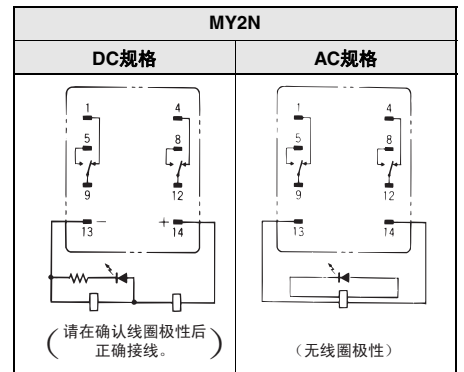 MY2N
DC规格
AC规格
1 4
5 8
9 12
− +
13 14
(请在确认线圈极性后
正确接线。)
1 4
5 8
9 12
13 14
(无线圈极性)